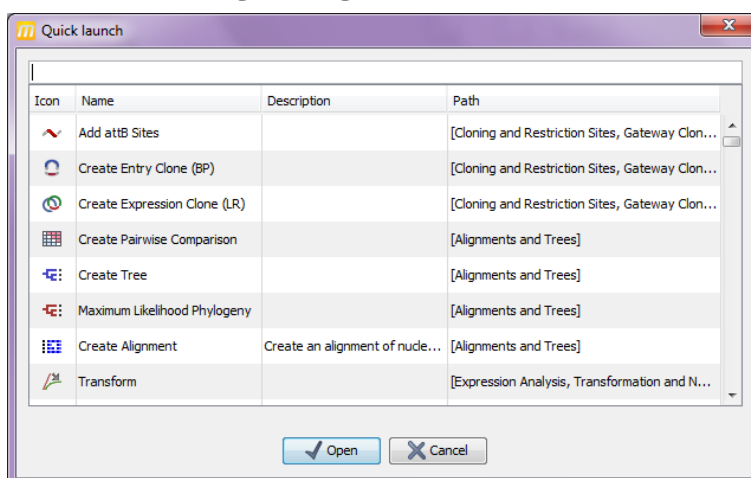 Quick launch
Icon Name Description Path
Add attB Sites [Cloning and Restriction Sites, Gateway Clon...
Create Entry Clone (BP) [Cloning and Restriction Sites, Gateway Clon...
Create Expression Clone (LR) [Cloning and Restriction Sites, Gateway Clon...
Create Pairwise Comparison [Alignments and Trees]
Create Tree [Alignments and Trees]
Maximum Likelihood Phylogeny [Alignments and Trees]
Create Alignment Create an alignment of nucle... [Alignments and Trees]
Transform [Expression Analysis, Transformation and N...
Open Cancel